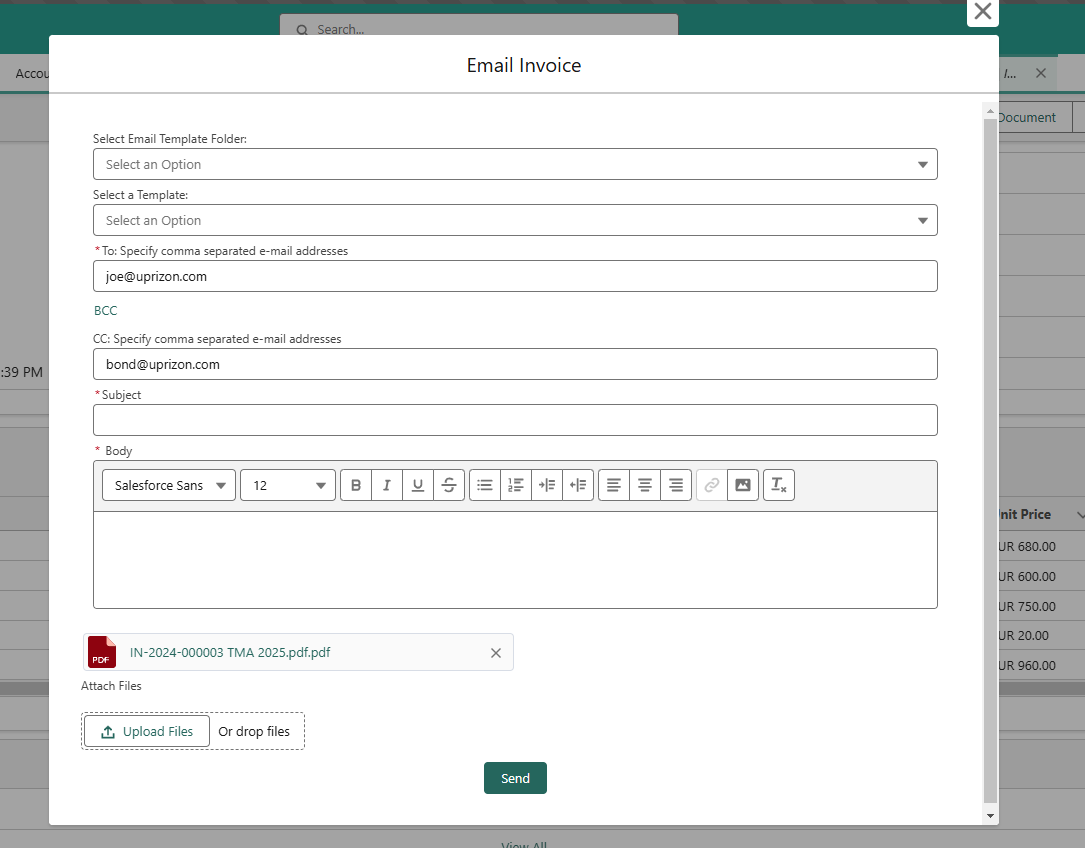 Search...
Email Invoice
Accou
I...
Document
Select Email Template Folder:
Select an Option
Select a Template:
Select an Option
*To: Specify comma separated e-mail addresses
joe@uprizon.com
BCC
CC: Specify comma separated e-mail addresses
:39 PM
bond@uprizon.com
*Subject
* Body
Salesforce Sans 12 B I U S
nit Price
UR 680.00
UR 600.00
UR 750.00
UR 20.00
UR 960.00
PDF IN-2024-000003 TMA 2025.pdf.pdf
Attach Files
Upload Files Or drop files
Send
View All